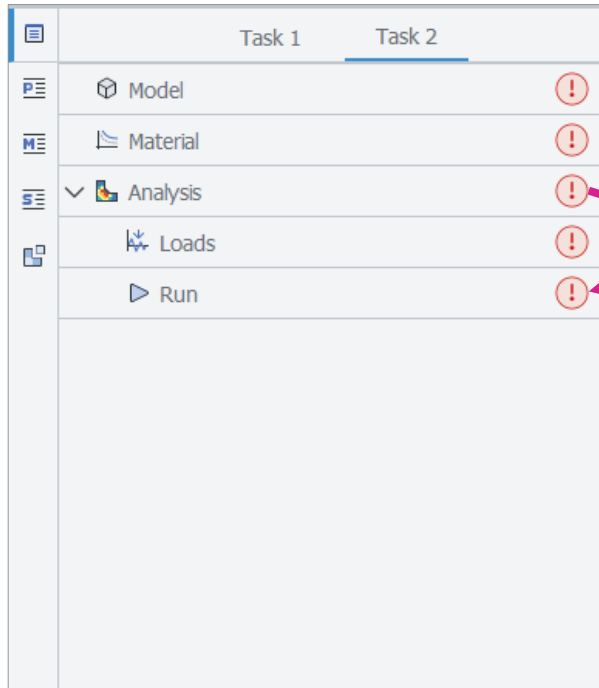 Task 1 Task 2
P
Model
M
Material
S
Analysis
Loads
Run